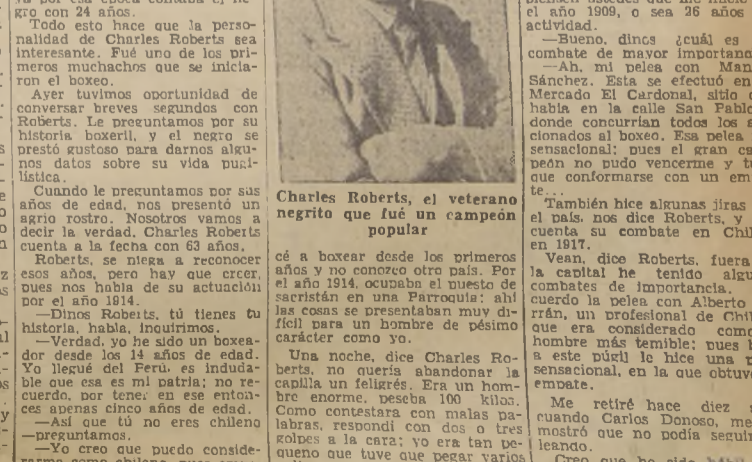 por esa época contaba el ne-
gro con 24 años.
Todo esto hace que la perso-
nalidad de Charles Roberts sea
interesante. Fué uno de los pri-
meros muchachos que se inicia-
ron el boxeo.
Ayer tuvimos oportunidad de
conversar breves segundos con
Roberts. Le preguntamos por su
historia boxeril, y el negro se
prestó gustoso para darnos algu-
nos datos sobre su vida pugi-
lística.
Cuando le preguntamos por sus
años de edad, nos presentó un
agrio rostro. Nosotros vamos a
decir la verdad. Charles Roberts
cuenta a la fecha con 63 años.
Roberts, se niega a reconocer
esos años, pero hay que creer,
pues nos habla de su actuación
por el año 1914.
—Dinos Roberts, tú tienes tu
historia, habla, inquirimos.
—Verdad, yo he sido un boxea-
dor desde los 14 años de edad.
Yo llegué del Perú, es induda-
ble que esa es mi patria; no re-
cuerdo, por tener en ese enton-
ces apenas cinco años de edad.
—Así que tú no eres chileno
—preguntamos.
—Yo creo que puedo conside-
rarme como chileno,
Charles Roberts, el veterano
negrito que fué un campeón
popular
cé a boxear desde los primeros
años y no conozco otro país. Por
el año 1914, ocupaba el puesto de
sacristán en una Parroquia; ahí
las cosas se presentaban muy di-
fícil para un hombre de pésimo
carácter como yo.
Una noche, dice Charles Ro-
berts, no quería abandonar la
capilla un feligrés. Era un hom-
bre enorme, pesaba 100 kilos.
Como contestara con malas pa-
labras, respondí con dos o tres
golpes a la cara; yo era tan pe-
queño que tuve que pegar varios
el año 1909, o sea 26 años
actividad.
—Bueno, dinos ¿cuál es
combate de mayor importanc
—Ah, mi pelea con Man
Sánchez. Esta se efectuó en
Mercado El Cardonal, sitio
había en la calle San Pablo
donde concurrían todos los a
cionados al boxeo. Esa pelea
sensacional; pues el gran ca
peón no pudo vencerme y t
que conformarse con un em
te...
También hice algunas jiras
el país, nos dice Roberts, y
cuenta su combate en Chil
en 1917.
Vean, dice Roberts, fuera
la capital he tenido algu
combates de importancia.
cuerdo la pelea con Alberto
rrán, un profesional de Chil
que era considerado como
hombre más temible; pues
a este púgil le hice una p
sensacional, en la que obtuv
empate.
Me retiré hace diez
cuando Carlos Donoso, me
mostró que no podía seguir
leando.
Creo que he sido